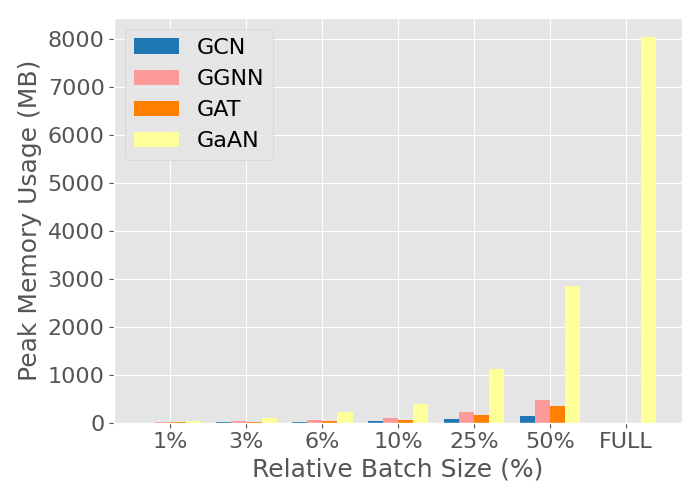 8000
7000
6000
5000
4000
3000
2000
1000
0
Peak Memory Usage (MB)
GCN
GGNN
GAT
GaAN
1% 3% 6% 10% 25% 50% FULL
Relative Batch Size (%)